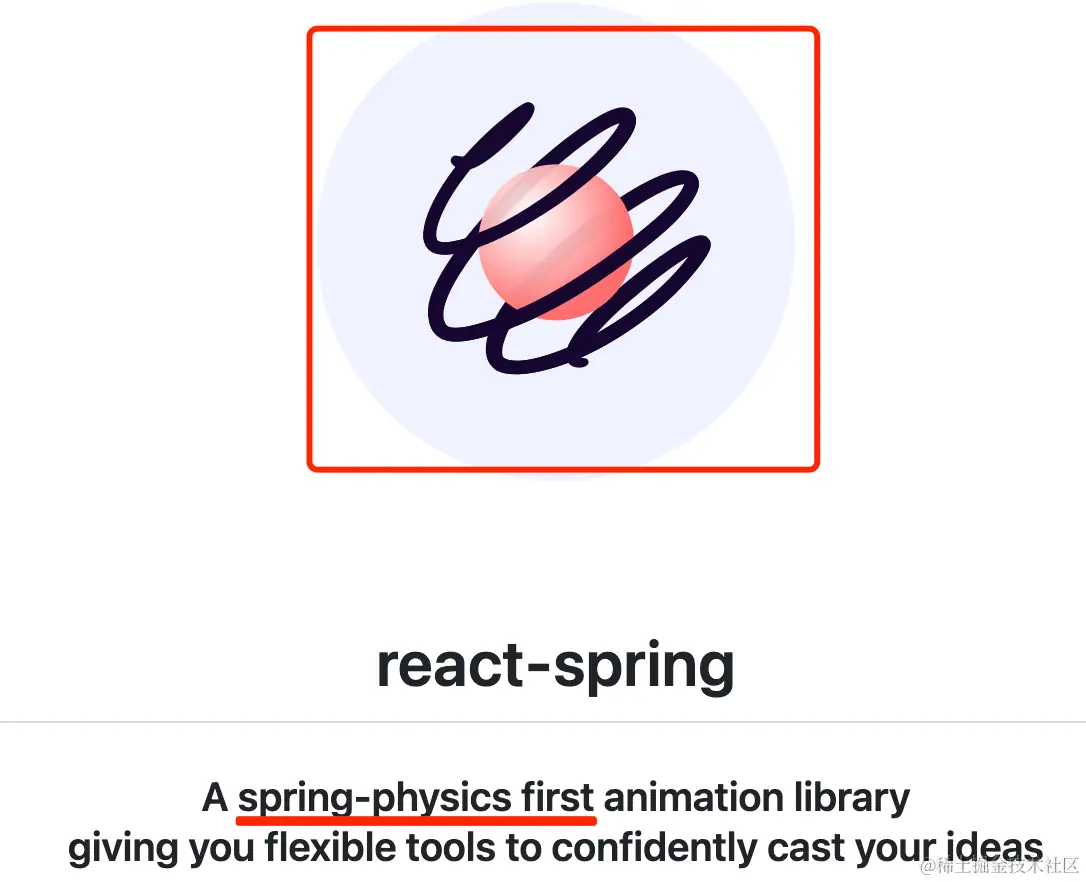 react-spring
A spring-physics first animation library
giving you flexible tools to confidently cast your ideas
@稀土掘金技术社区